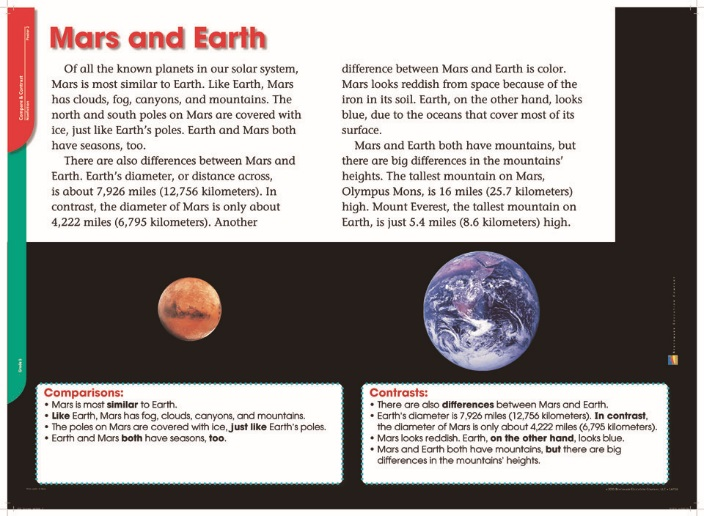 Mars and Earth
Of all the known planets in our solar system,
Mars is most similar to Earth. Like Earth, Mars
has clouds, fog, canyons, and mountains. The
north and south poles on Mars are covered with
ice, just like Earth's poles. Earth and Mars both
have seasons, too.
There are also differences between Mars and
Earth. Earth's diameter, or distance across,
is about 7,926 miles (12,756 kilometers). In
contrast, the diameter of Mars is only about
4,222 miles (6,795 kilometers). Another
difference between Mars and Earth is color.
Mars looks reddish from space because of the
iron in its soil. Earth, on the other hand, looks
blue, due to the oceans that cover most of its
surface.
Mars and Earth both have mountains, but
there are big differences in the mountains'
heights. The tallest mountain on Mars,
Olympus Mons, is 16 miles (25.7 kilometers)
high. Mount Everest, the tallest mountain on
Earth, is just 5.4 miles (8.6 kilometers) high.
Compare & Contrast
Comparisons:
• Mars is most similar to Earth.
• Like Earth, Mars has fog, clouds, canyons, and mountains.
• The poles on Mars are covered with ice, just like Earth's poles.
• Earth and Mars both have seasons, too.
Contrasts:
• There are also differences between Mars and Earth.
• Earth's diameter is 7,926 miles (12,756 kilometers). In contrast,
the diameter of Mars is only about 4,222 miles (6,795 kilometers).
• Mars looks reddish. Earth, on the other hand, looks blue.
• Mars and Earth both have mountains, but there are big
differences in the mountains' heights.